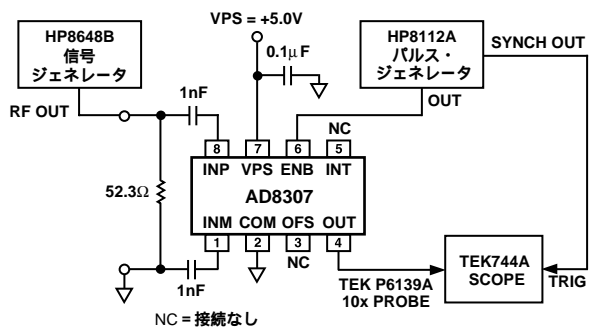 HP8648B
信号
ジェネレータ
VPS = +5.0V
HP8112A
パルス・
ジェネレータ
SYNCH OUT
0.1μF
1nF
RF OUT
OUT
NC
8 7 6 5
INP VPS ENB INT
52.3Ω
AD8307
INM COM OFS OUT
1 2 3 4
NC
1nF
TEK P6139A
10x PROBE
TEK744A
SCOPE
TRIG
NC = 接続なし